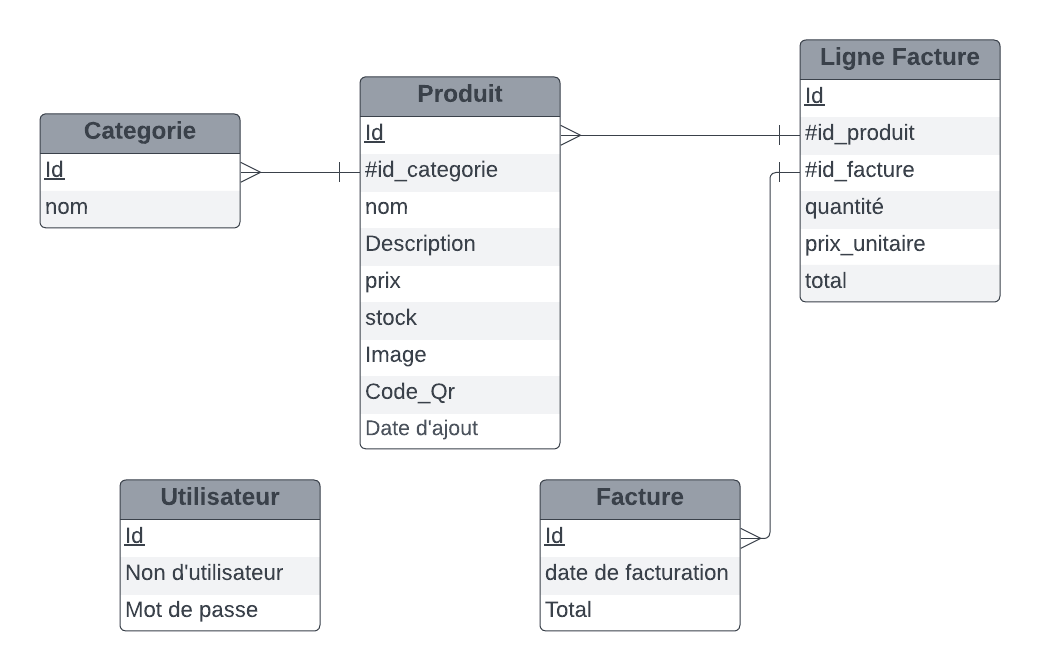 Categorie
Id
nom
Produit
Id
#id_categorie
nom
Description
prix
stock
Image
Code_Qr
Date d'ajout
Ligne Facture
Id
#id_produit
#id_facture
quantité
prix_unitaire
total
Utilisateur
Id
Non d'utilisateur
Mot de passe
Facture
Id
date de facturation
Total